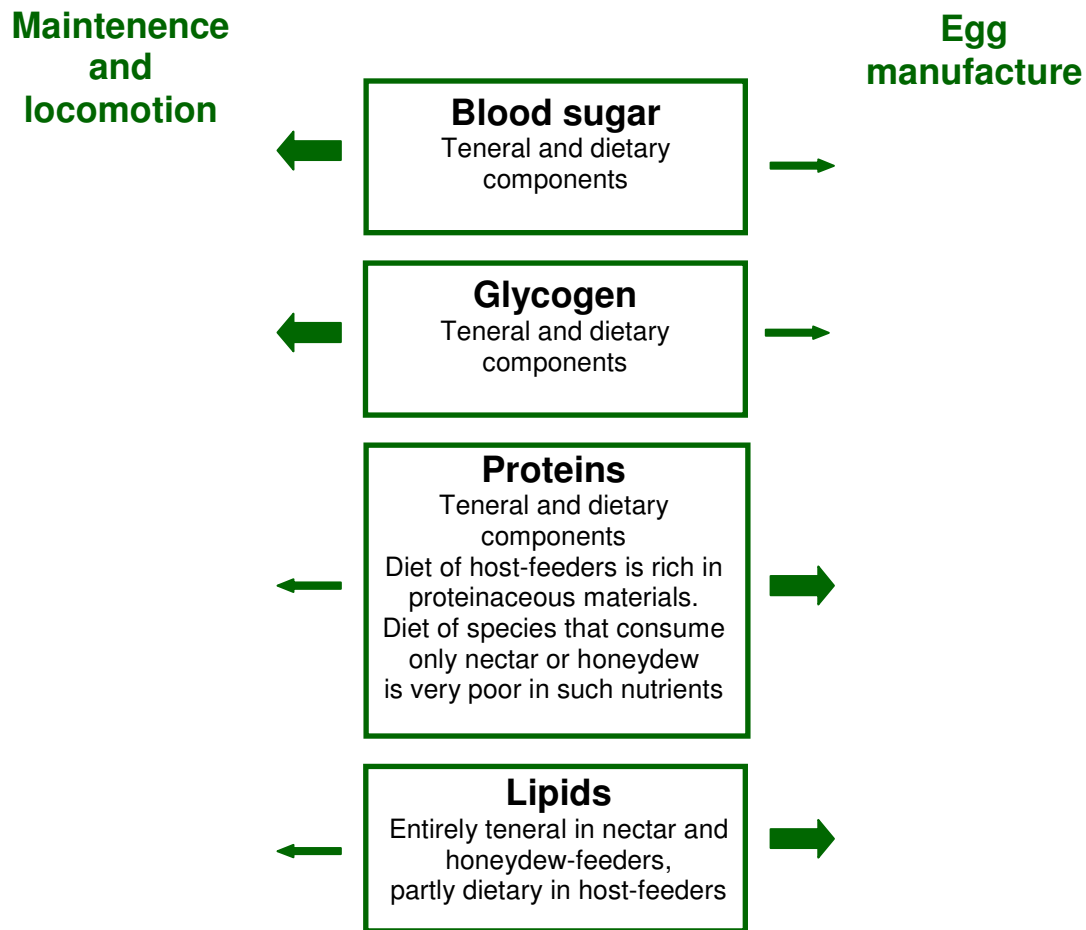 Maintenence
and
locomotion
Egg
manufacture
Blood sugar
Teneral and dietary
components
Glycogen
Teneral and dietary
components
Proteins
Teneral and dietary
components
Diet of host-feeders is rich in
proteinaceous materials.
Diet of species that consume
only nectar or honeydew
is very poor in such nutrients
Lipids
Entirely teneral in nectar and
honeydew-feeders,
partly dietary in host-feeders